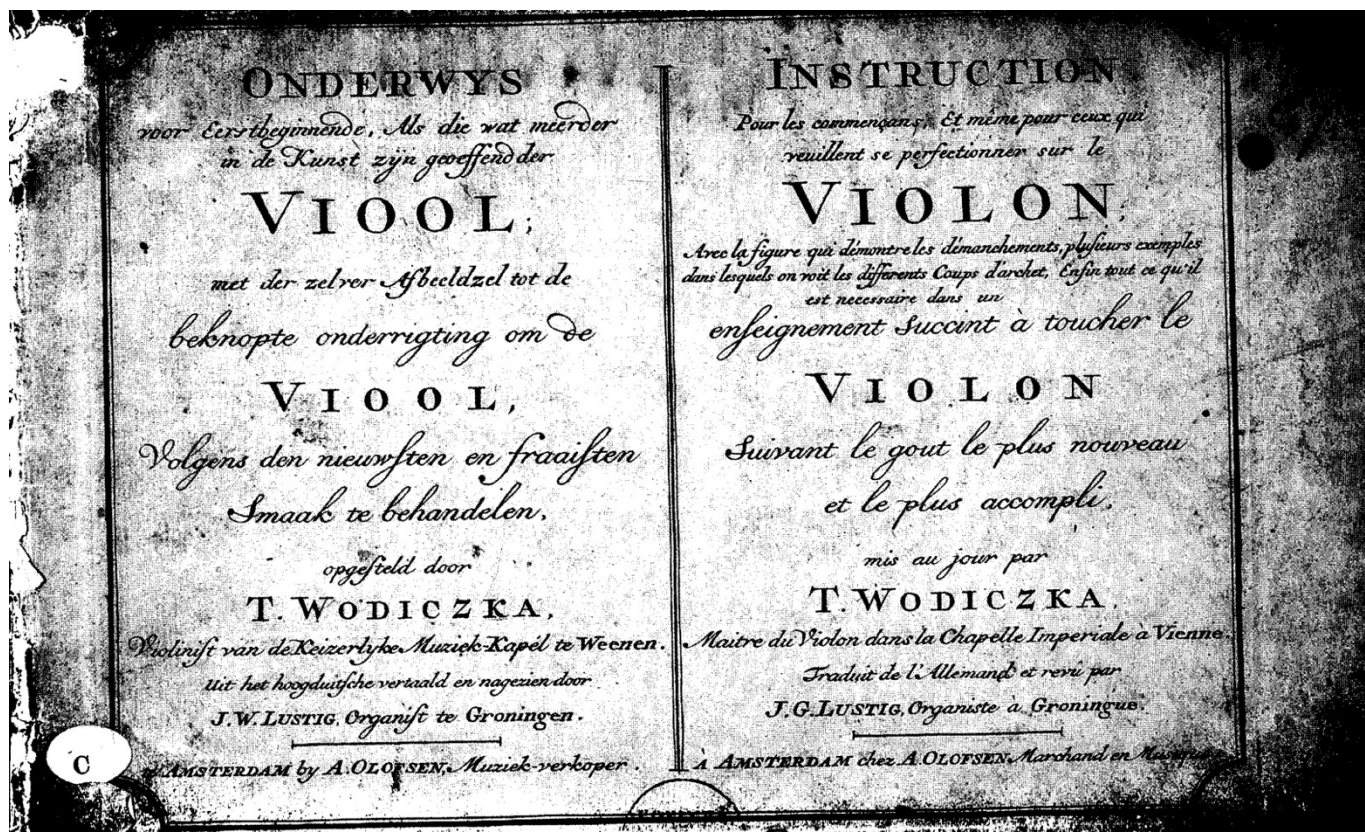 ONDERWYS
voor Eerstbeginnende, Als die wat meerder
in de Kunst zyn geoeffend der
VIOOL;
met der zelver Afbeeldzel tot de
beknopte onderrigting om de
VIOOL,
Volgens den nieuwſten en fraaiſten
Smaak te behandelen,
opgeſteld door
T. WODICZKA,
Violiniſt van de Keizerlyke Muziek-Kapél te Weenen.
Uit het hoogduitſche vertaald en nagezien door
J. W. LUSTIG, Organiſt te Groningen.
AMSTERDAM by A. OLOFSEN, Muziek-verkoper.
INSTRUCTION
Pour les commençans, Et même pour ceux qui
veuillent se perfectionner sur le
VIOLON;
Avec la figure qui démontre les démanchements, pluſieurs exemples
dans lesquels on voit les différents Coups d'archet, Enfin tout ce qu'il
est necessaire dans un
enſeignement Succint à toucher le
VIOLON
Suivant le gout le plus nouveau
et le plus accompli,
mis au jour par
T. WODICZKA,
Maitre du Violon dans la Chapelle Imperiale à Vienne.
Traduit de l'Allemand et revû par
J. G. LUSTIG, Organiste à Groningue.
À AMSTERDAM chez A. OLOFSEN, Marchand en Musique
C